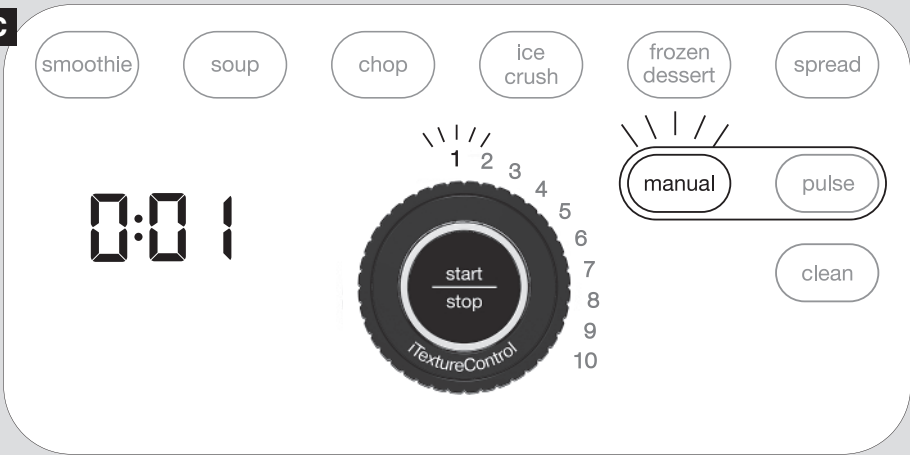 C
smoothie
soup
chop
ice
crush
frozen
dessert
spread
1
2
3
4
5
6
7
8
9
10
manual
pulse
0:01
start
stop
clean
iTextureControl